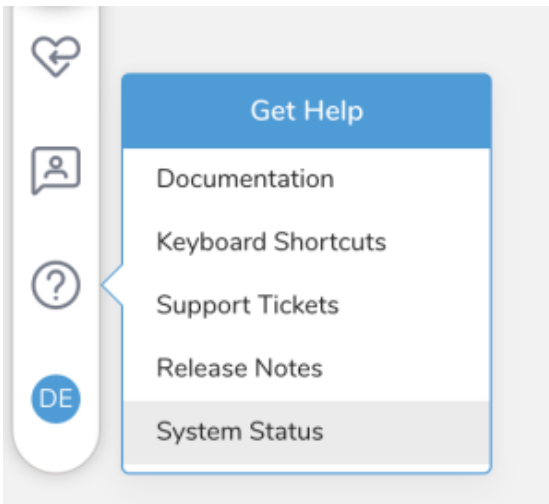 Get Help
Documentation
Keyboard Shortcuts
?
Support Tickets
Release Notes
DE
System Status